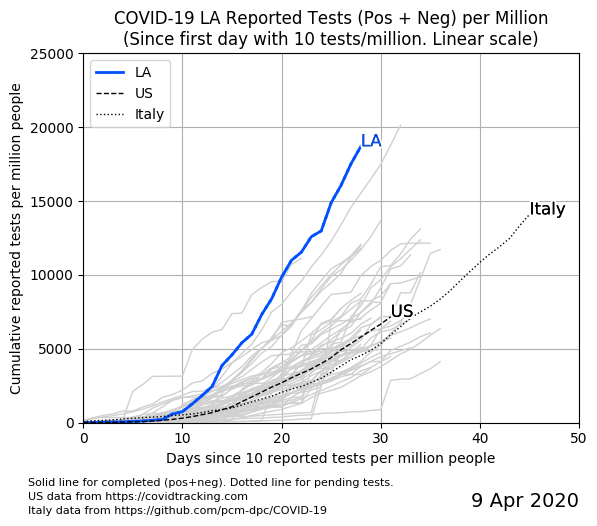 COVID-19 LA Reported Tests (Pos + Neg) per Million
(Since first day with 10 tests/million. Linear scale)
25000
20000
15000
10000
5000
0
Cumulative reported tests per million people
LA
US
Italy
LA
Italy
US
0 10 20 30 40 50
Days since 10 reported tests per million people
Solid line for completed (pos+neg). Dotted line for pending tests.
US data from https://covidtracking.com
Italy data from https://github.com/pcm-dpc/COVID-19
9 Apr 2020